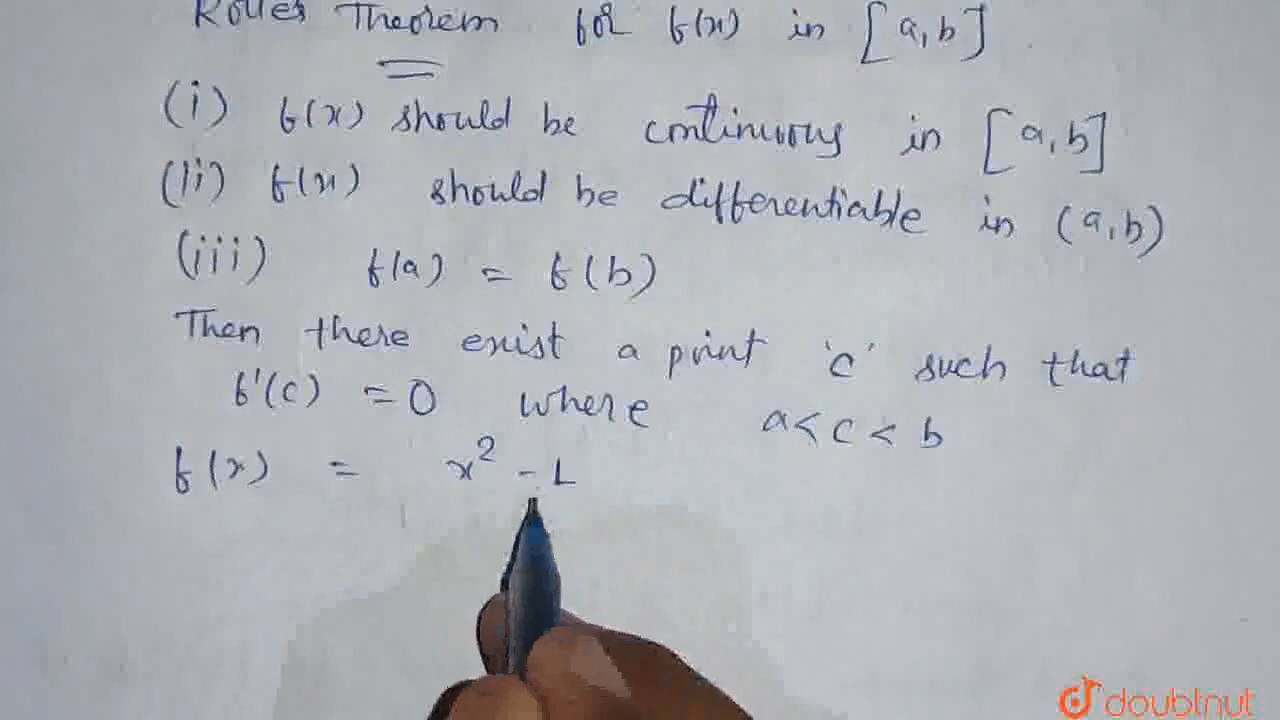 Rolles Theorem for f(x) in [a,b]
(i) f(x) should be continuous in [a,b]
(ii) f(x) should be differentiable in (a,b)
(iii) f(a) = f(b)
Then there exist a point 'c' such that
f'(c) = 0 where a<c<b
f(x) = x² - 1
doubtnut